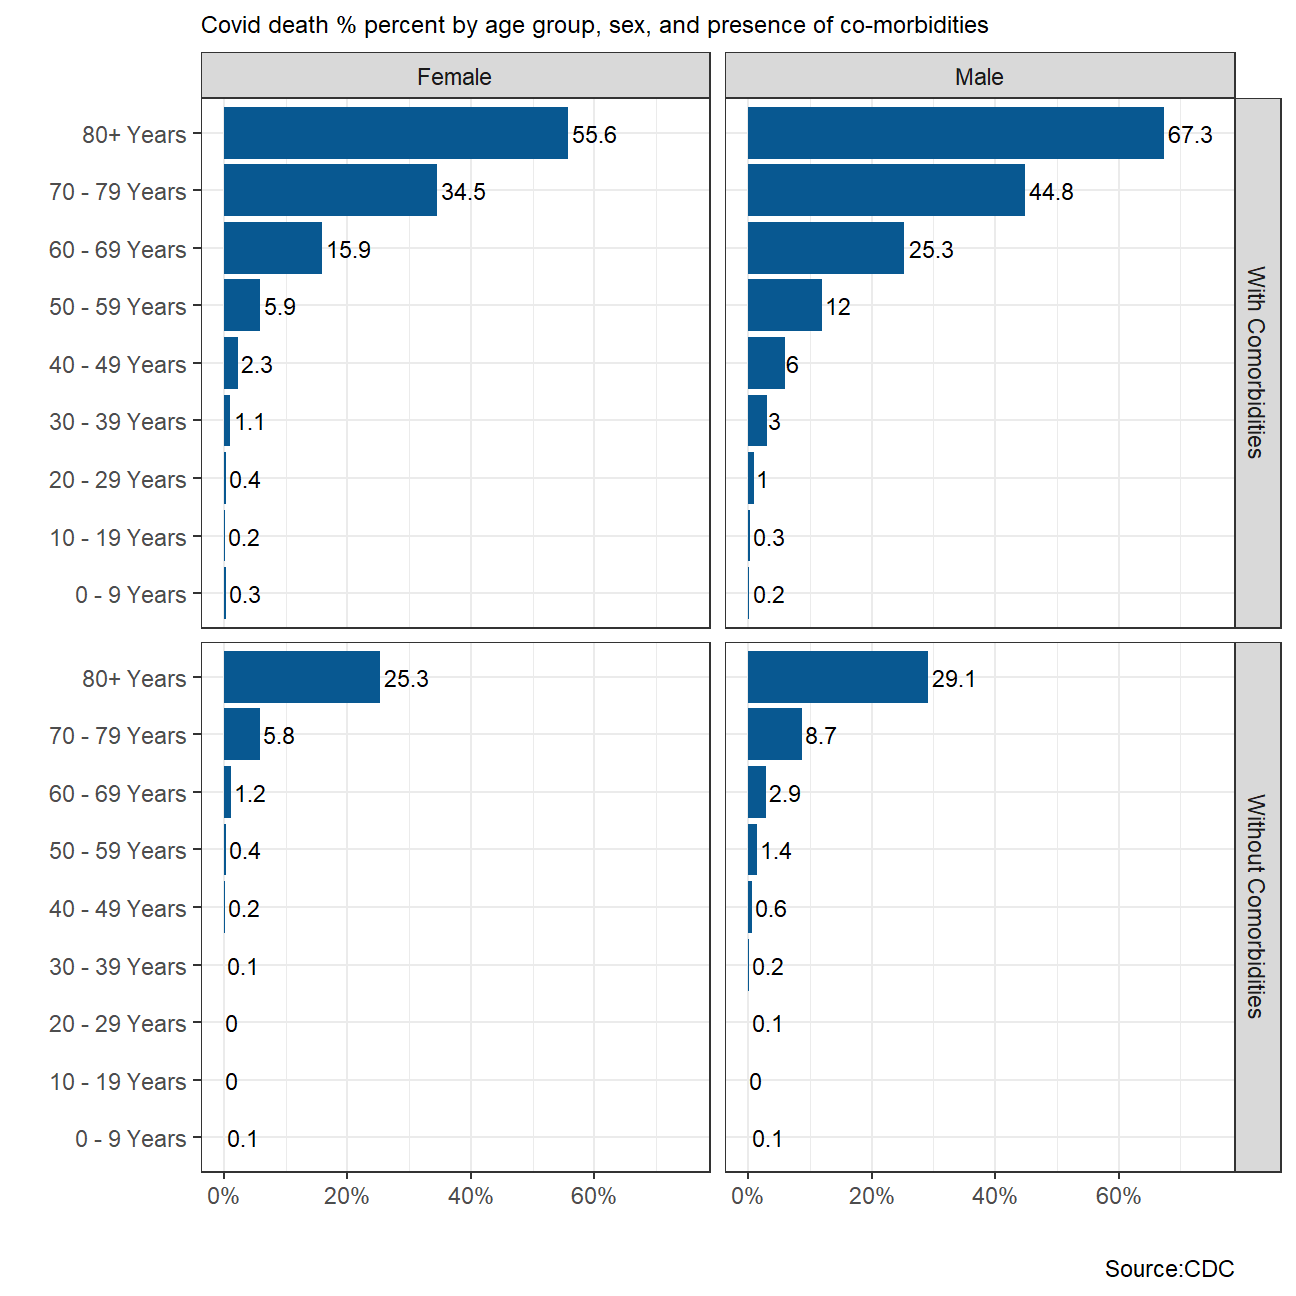 Covid death % percent by age group, sex, and presence of co-morbidities
Female
Male
80+ Years
55.6
67.3
70 - 79 Years
34.5
44.8
60 - 69 Years
15.9
25.3
50 - 59 Years
5.9
12
40 - 49 Years
2.3
6
30 - 39 Years
1.1
3
20 - 29 Years
0.4
1
10 - 19 Years
0.2
0.3
0 - 9 Years
0.3
0.2
With Comorbidities
80+ Years
25.3
29.1
70 - 79 Years
5.8
8.7
60 - 69 Years
1.2
2.9
50 - 59 Years
0.4
1.4
40 - 49 Years
0.2
0.6
30 - 39 Years
0.1
0.2
20 - 29 Years
0
0.1
10 - 19 Years
0
0
0 - 9 Years
0.1
0.1
Without Comorbidities
0% 20% 40% 60%
0% 20% 40% 60%
Source:CDC